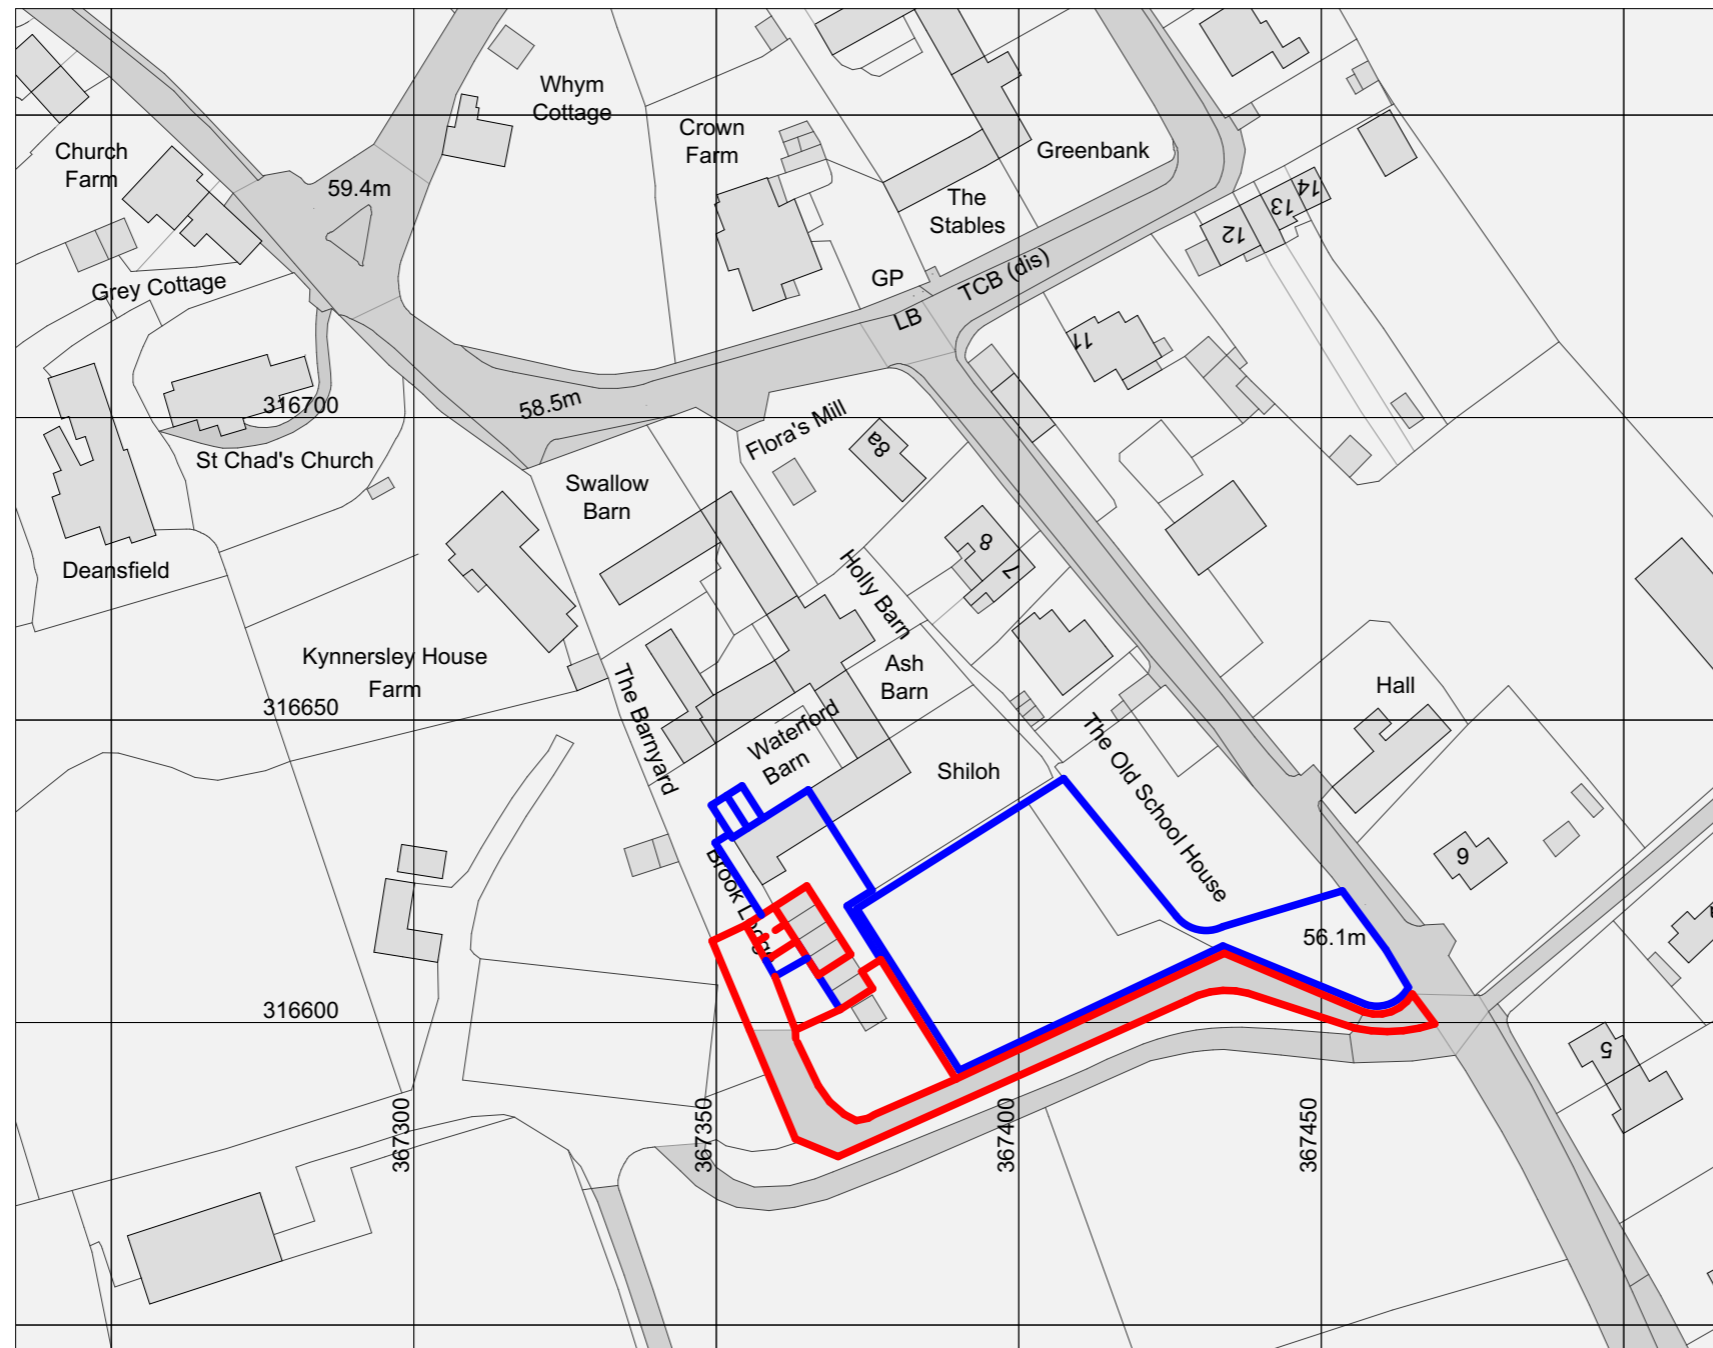 Whym
Cottage
Crown
Farm
Church
Farm
59.4m
Greenbank
The
Stables
14
13
12
Grey Cottage
GP
TCB (dis)
LB
11
316700
58.5m
Flora's Mill
8a
St Chad's Church
Swallow
Barn
Deansfield
8
7
Holly Barn
Kynnersley House
Farm
Ash
Barn
The Barnyard
Hall
316650
Waterford
Barn
The Old School House
Shiloh
Brook Lodge
6
56.1m
316600
5
367300
367350
367400
367450